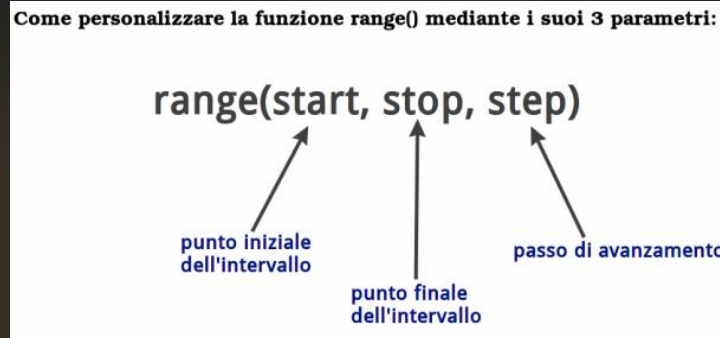 Come personalizzare la funzione range() mediante i suoi 3 parametri:
range(start, stop, step)
punto iniziale
dell'intervallo
passo di avanzamento
punto finale
dell'intervallo